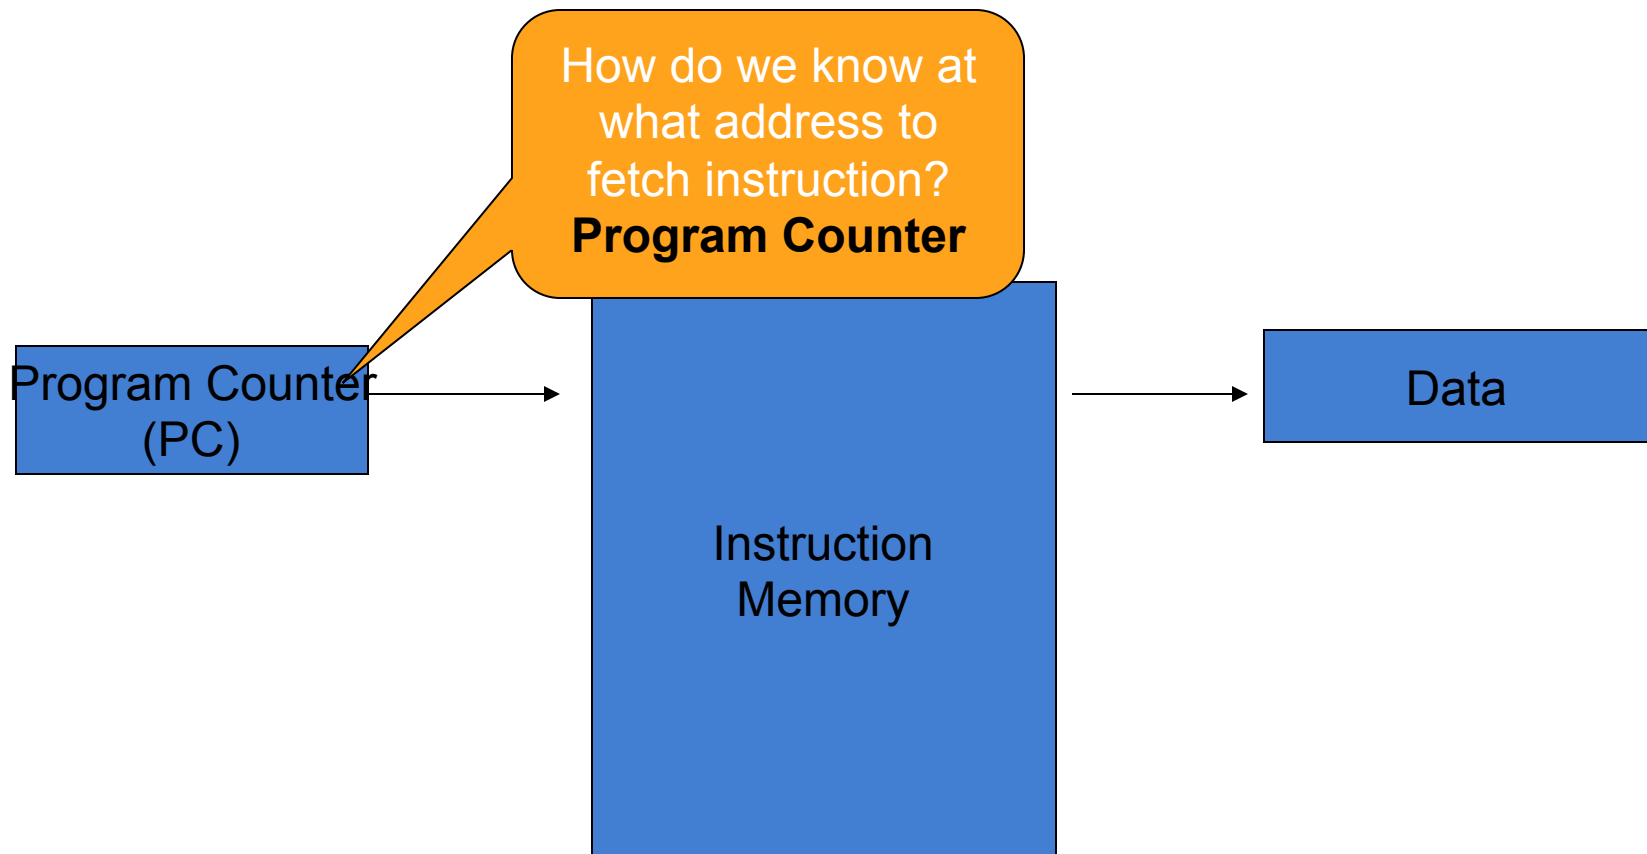 How do we know at
what address to
fetch instruction?
Program Counter
Program Counter
(PC)
Data
Instruction
Memory